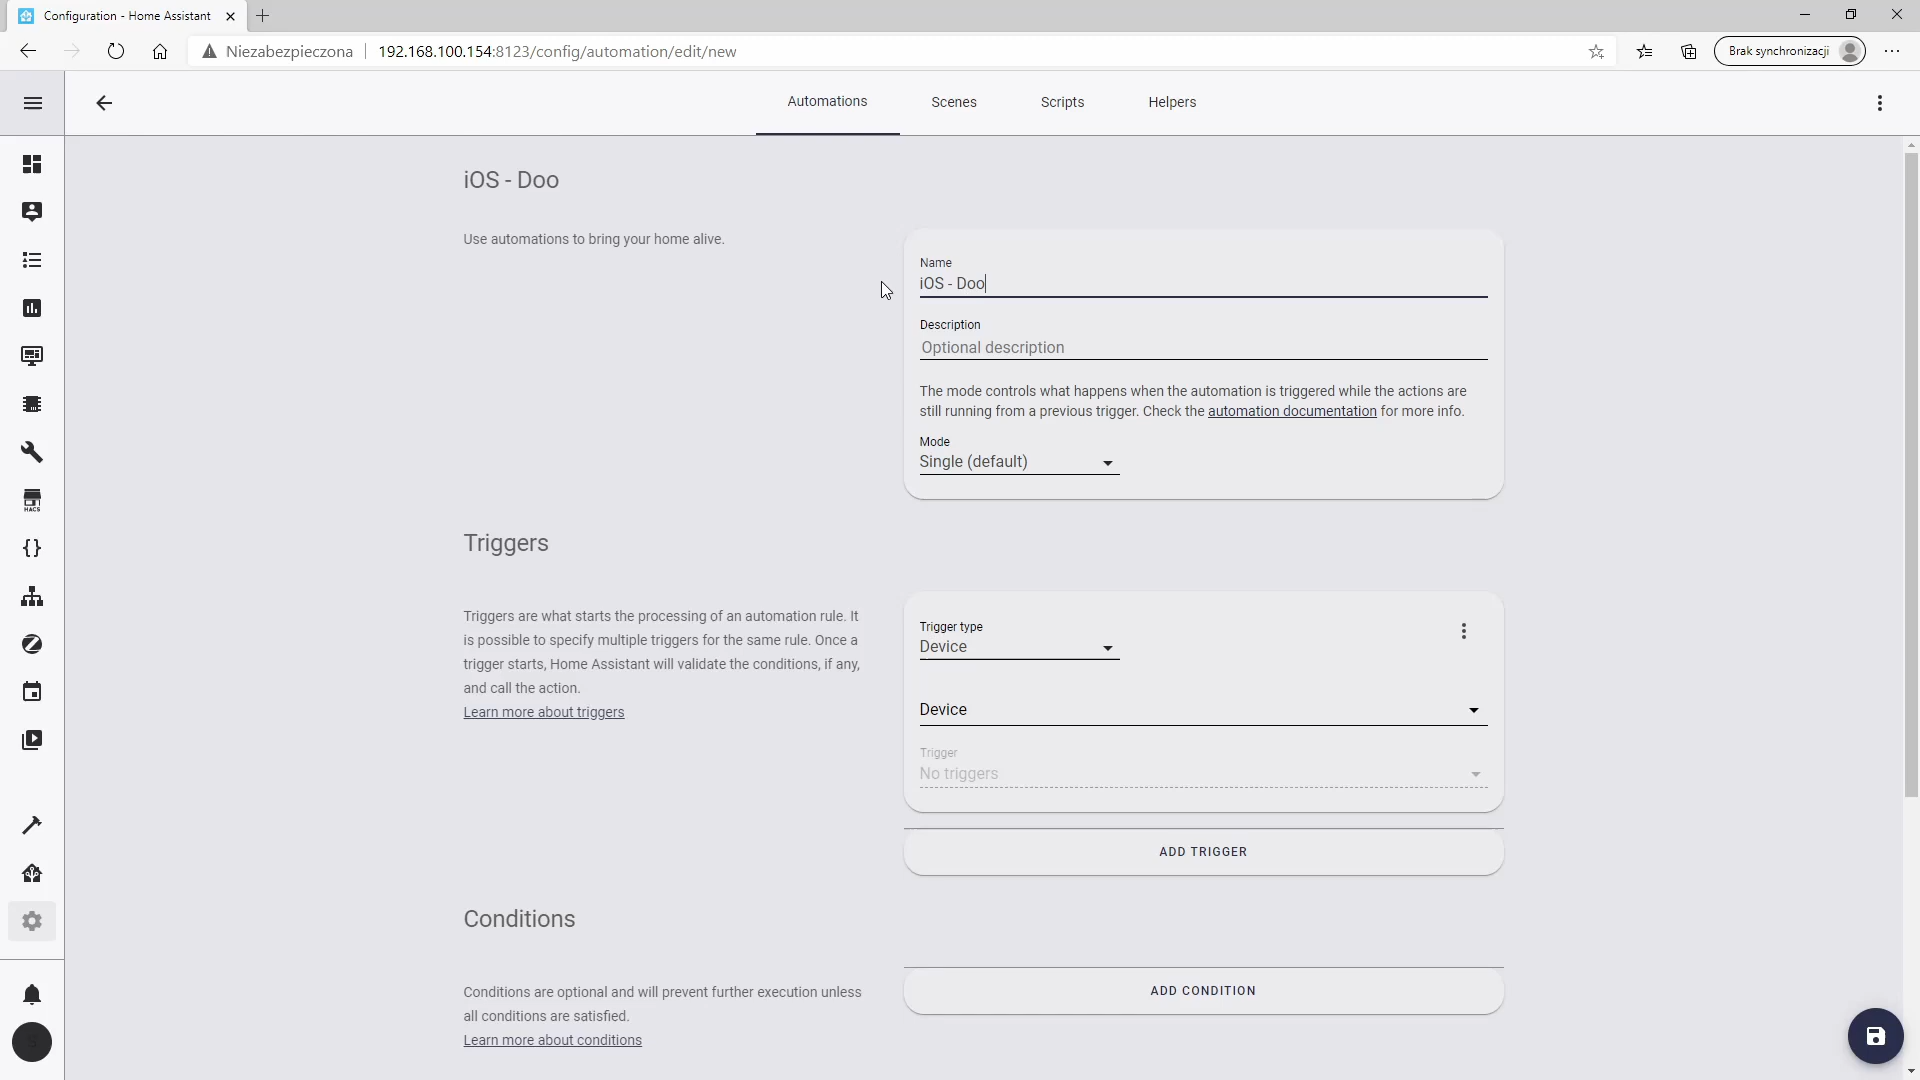 Configuration - Home Assistant
Niezabezpieczona
192.168.100.154:8123/config/automation/edit/new
Brak synchronizacji
Automations
Scenes
Scripts
Helpers
iOS - Doo
Use automations to bring your home alive.
Name
iOS - Doo
Description
Optional description
The mode controls what happens when the automation is triggered while the actions are
still running from a previous trigger. Check the automation documentation for more info.
Mode
Single (default)
Triggers
Triggers are what starts the processing of an automation rule. It
is possible to specify multiple triggers for the same rule. Once a
trigger starts, Home Assistant will validate the conditions, if any,
and call the action.
Learn more about triggers
Trigger type
Device
Device
Trigger
No triggers
ADD TRIGGER
Conditions
Conditions are optional and will prevent further execution unless
all conditions are satisfied.
Learn more about conditions
ADD CONDITION
HACS